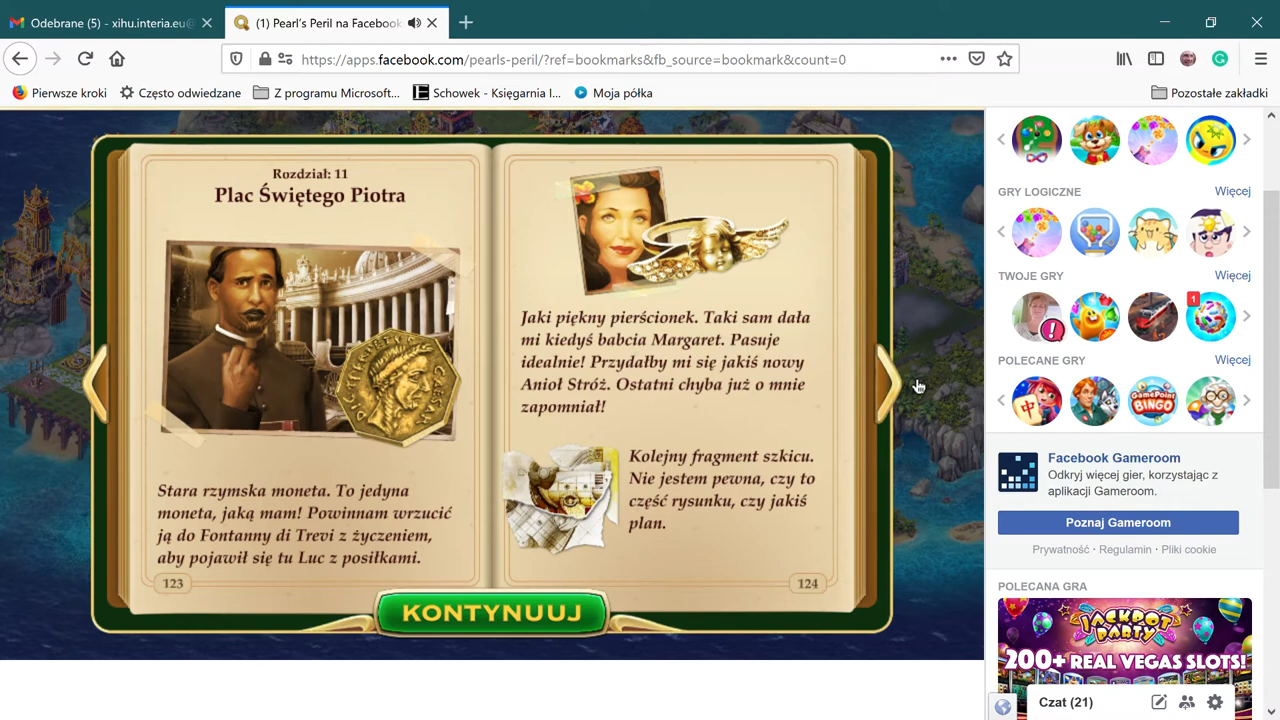 Odebrane (5) - xihu.interia.eu@
(1) Pearl's Peril na Facebook
https://apps.facebook.com/pearls-peril/?ref=bookmarks&fb_source=bookmark&count=0
Pierwsze kroki
Często odwiedzane
Z programu Microsoft...
Schowek - Księgarnia I...
Moja półka
Pozostałe zakładki
Rozdział: 11
Plac Świętego Piotra
CAESAR
Stara rzymska moneta. To jedyna
moneta, jaką mam! Powinnam wrzucić
ją do Fontanny di Trevi z życzeniem,
aby pojawił się tu Luc z posiłkami.
123
Jaki piękny pierścionek. Taki sam dała
mi kiedyś babcia Margaret. Pasuje
idealnie! Przydałby mi się jakiś nowy
Anioł Stróż. Ostatni chyba już o mnie
zapomniał!
Kolejny fragment szkicu.
Nie jestem pewna, czy to
część rysunku, czy jakiś
plan.
124
KONTYNUUJ
GRY LOGICZNE
Więcej
TWOJE GRY
Więcej
1
POLECANE GRY
Więcej
GAMEPOINT
BINGO
Facebook Gameroom
Odkryj więcej gier, korzystając z
aplikacji Gameroom.
Poznaj Gameroom
Prywatność · Regulamin · Pliki cookie
POLECANA GRA
JACKPOT
PARTY
200+ REAL VEGAS SLOTS!
Czat (21)